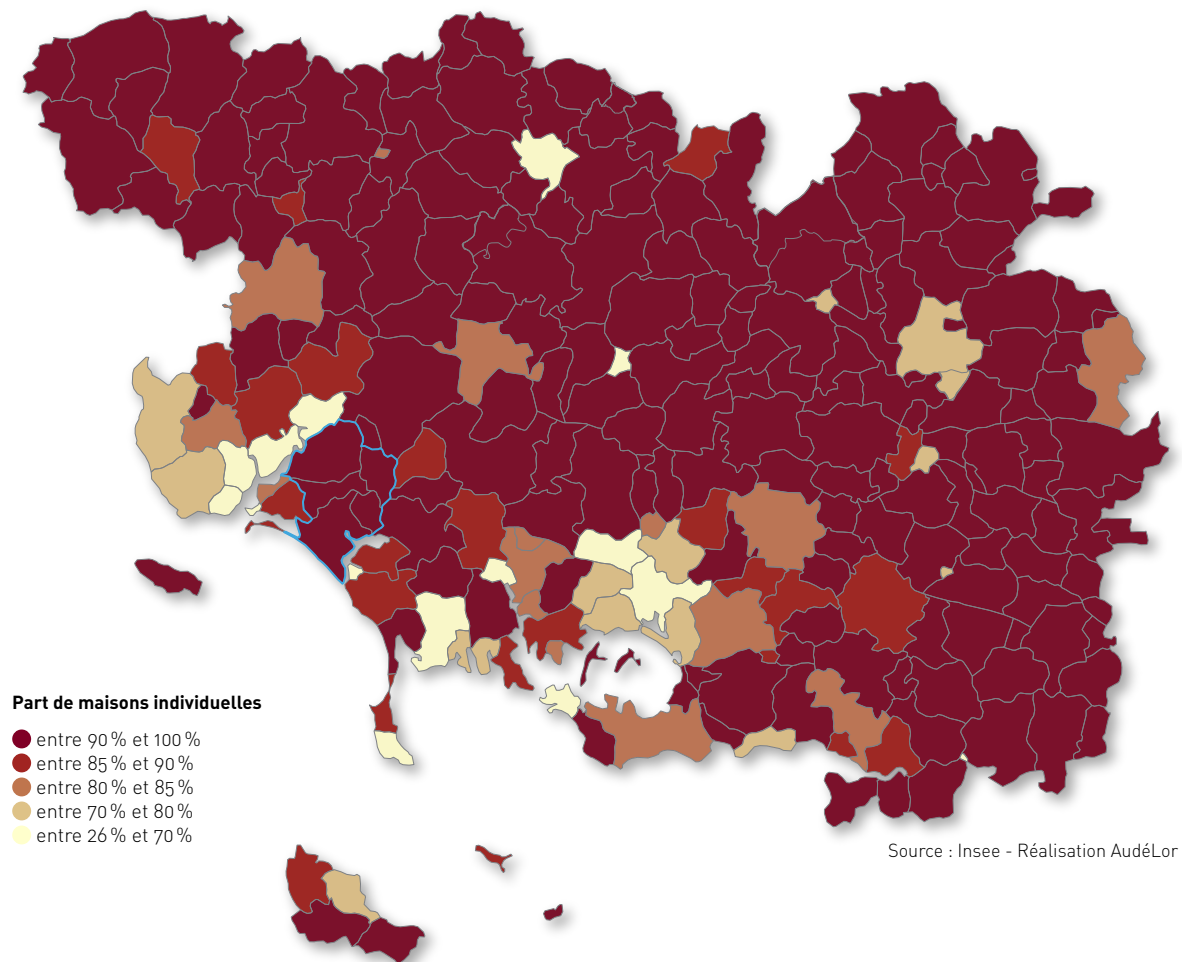 Part de maisons individuelles
entre 90 % et 100 %
entre 85 % et 90 %
entre 80 % et 85 %
entre 70 % et 80 %
entre 26 % et 70 %
Source : Insee - Réalisation AudéLor